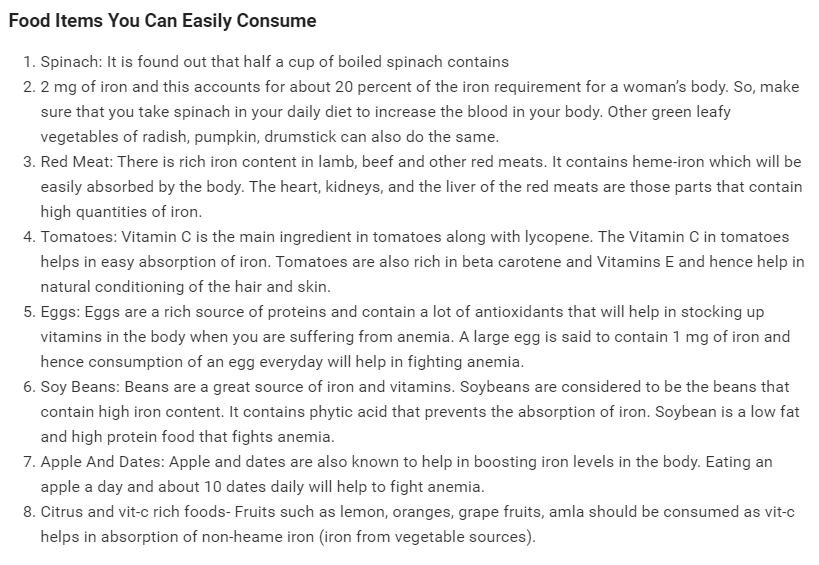 Food Items You Can Easily Consume
1. Spinach: It is found out that half a cup of boiled spinach contains
2. 2 mg of iron and this accounts for about 20 percent of the iron requirement for a woman’s body. So, make
sure that you take spinach in your daily diet to increase the blood in your body. Other green leafy
vegetables of radish, pumpkin, drumstick can also do the same.
3. Red Meat: There is rich iron content in lamb, beef and other red meats. It contains heme-iron which will be
easily absorbed by the body. The heart, kidneys, and the liver of the red meats are those parts that contain
high quantities of iron.
4. Tomatoes: Vitamin C is the main ingredient in tomatoes along with lycopene. The Vitamin C in tomatoes
helps in easy absorption of iron. Tomatoes are also rich in beta carotene and Vitamins E and hence help in
natural conditioning of the hair and skin.
5. Eggs: Eggs are a rich source of proteins and contain a lot of antioxidants that will help in stocking up
vitamins in the body when you are suffering from anemia. A large egg is said to contain 1 mg of iron and
hence consumption of an egg everyday will help in fighting anemia.
6. Soy Beans: Beans are a great source of iron and vitamins. Soybeans are considered to be the beans that
contain high iron content. It contains phytic acid that prevents the absorption of iron. Soybean is a low fat
and high protein food that fights anemia.
7. Apple And Dates: Apple and dates are also known to help in boosting iron levels in the body. Eating an
apple a day and about 10 dates daily will help to fight anemia.
8. Citrus and vit-c rich foods- Fruits such as lemon, oranges, grape fruits, amla should be consumed as vit-c
helps in absorption of non-heame iron (iron from vegetable sources).